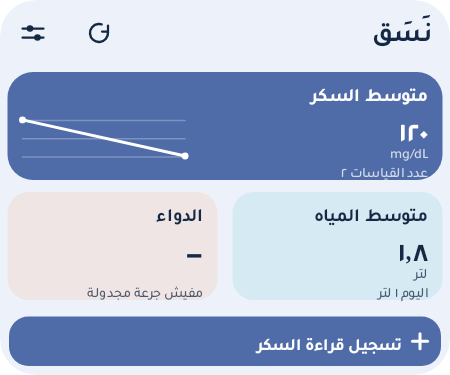 نَسَق
متوسط السكر
١٢٠
mg/dL
عدد القياسات ٢
متوسط المياه
١,٨
لتر
اليوم ١ لتر
الدواء
—
مفيش جرعة مجدولة
+ تسجيل قراءة السكر